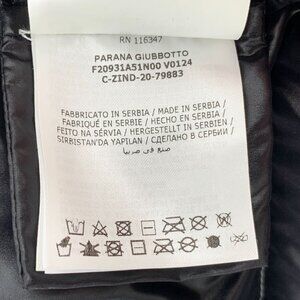 RN 116347
PARANA GIUBBOTTO
F20931A51N00 V0124
C-ZIND-20-79883
FABBRICATO IN SERBIA / MADE IN SERBIA /
FABRIQUÉ EN SERBIE / HECHO EN SERBIA /
FEITO NA SÉRVIA / HERGESTELLT IN SERBIEN /
SIRBISTAN'DA YAPILAN / СДЕЛАНО В СЕРБИИ /
صنع في صربيا